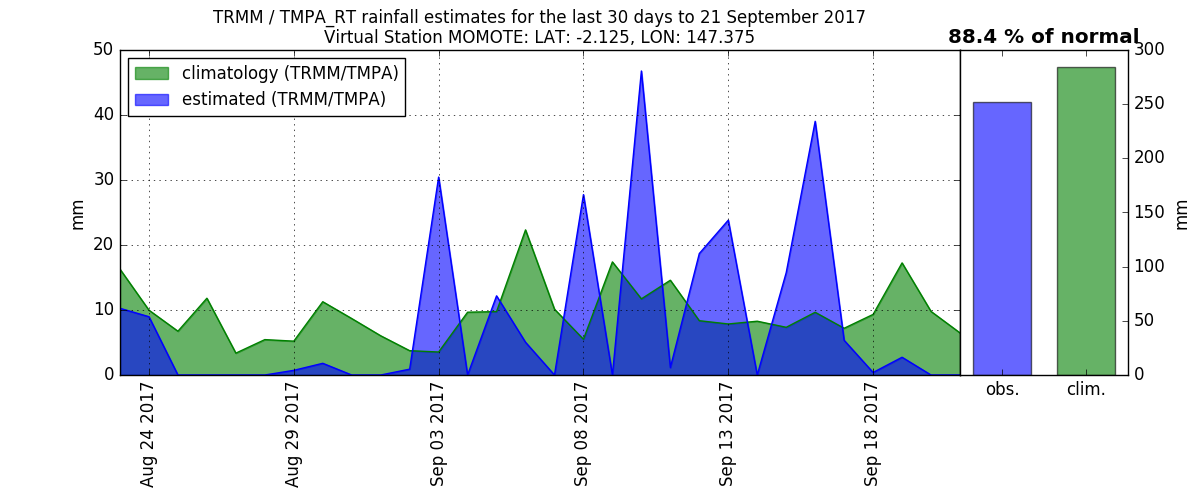 TRMM / TMPA_RT rainfall estimates for the last 30 days to 21 September 2017
Virtual Station MOMOTE: LAT: -2.125, LON: 147.375
88.4 % of normal
climatology (TRMM/TMPA)
estimated (TRMM/TMPA)
50
40
30
20
10
0
mm
Aug 24 2017
Aug 29 2017
Sep 03 2017
Sep 08 2017
Sep 13 2017
Sep 18 2017
300
250
200
150
100
50
0
mm
obs.
clim.